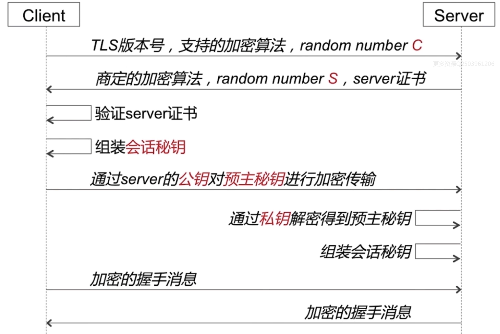 Client
Server
TLS版本号，支持的加密算法，random number C
商定的加密算法，random number S，server证书
验证server证书
组装会话秘钥
通过server的公钥对预主秘钥进行加密传输
通过私钥解密得到预主秘钥
组装会话秘钥
加密的握手消息
加密的握手消息